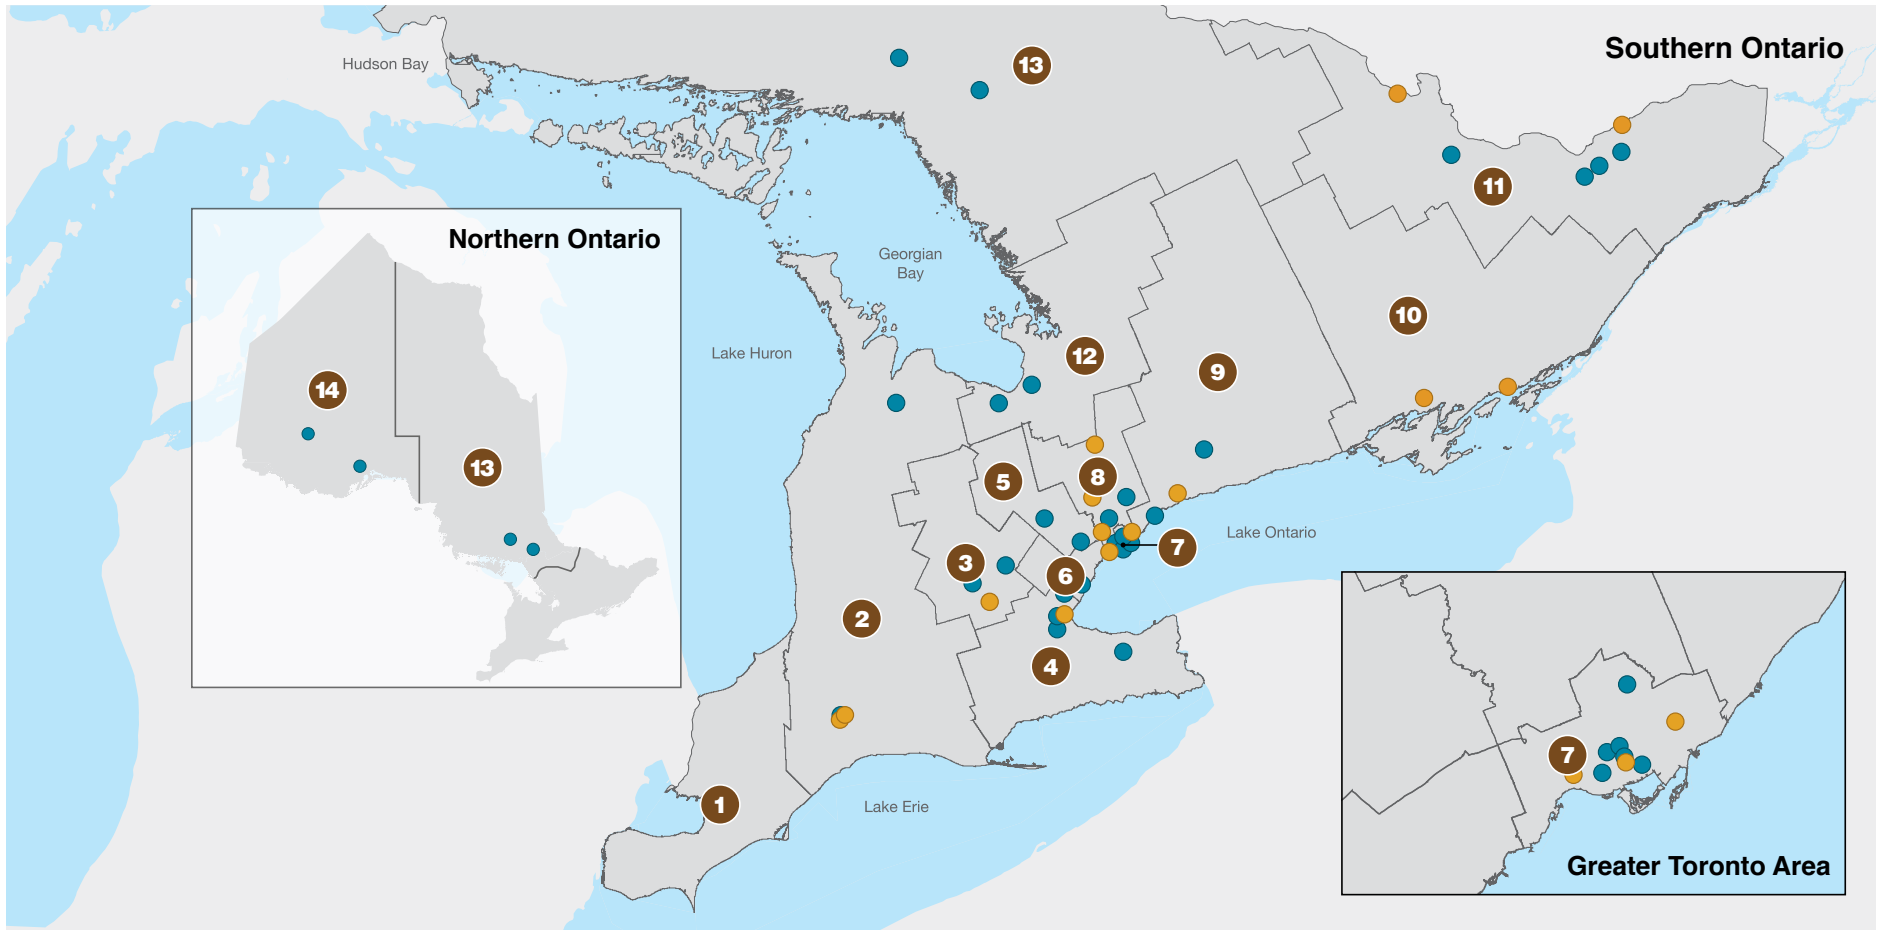 Southern Ontario
Hudson Bay
13
11
Northern Ontario
Georgian
Bay
10
Lake Huron
12
9
14
13
8
5
Lake Ontario
7
3
6
2
4
7
1
Lake Erie
Greater Toronto Area